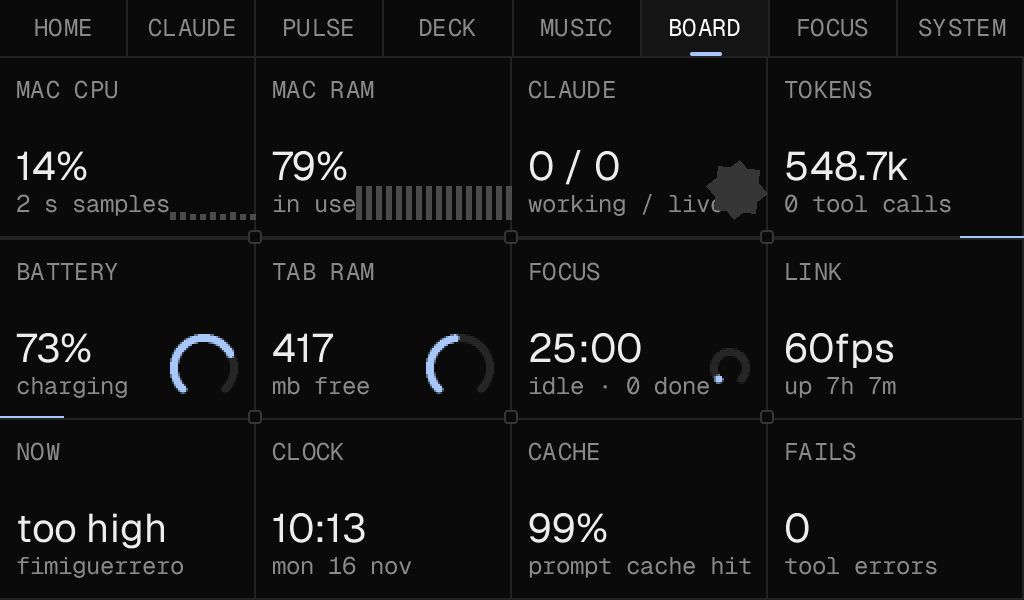 HOME CLAUDE PULSE DECK MUSIC BOARD FOCUS SYSTEM
MAC CPU
14%
2 s samples
MAC RAM
79%
in use
CLAUDE
0 / 0
working / live
TOKENS
548.7k
0 tool calls
BATTERY
73%
charging
TAB RAM
417
mb free
FOCUS
25:00
idle · 0 done
LINK
60fps
up 7h 7m
NOW
too high
fimiguerrero
CLOCK
10:13
mon 16 nov
CACHE
99%
prompt cache hit
FAILS
0
tool errors